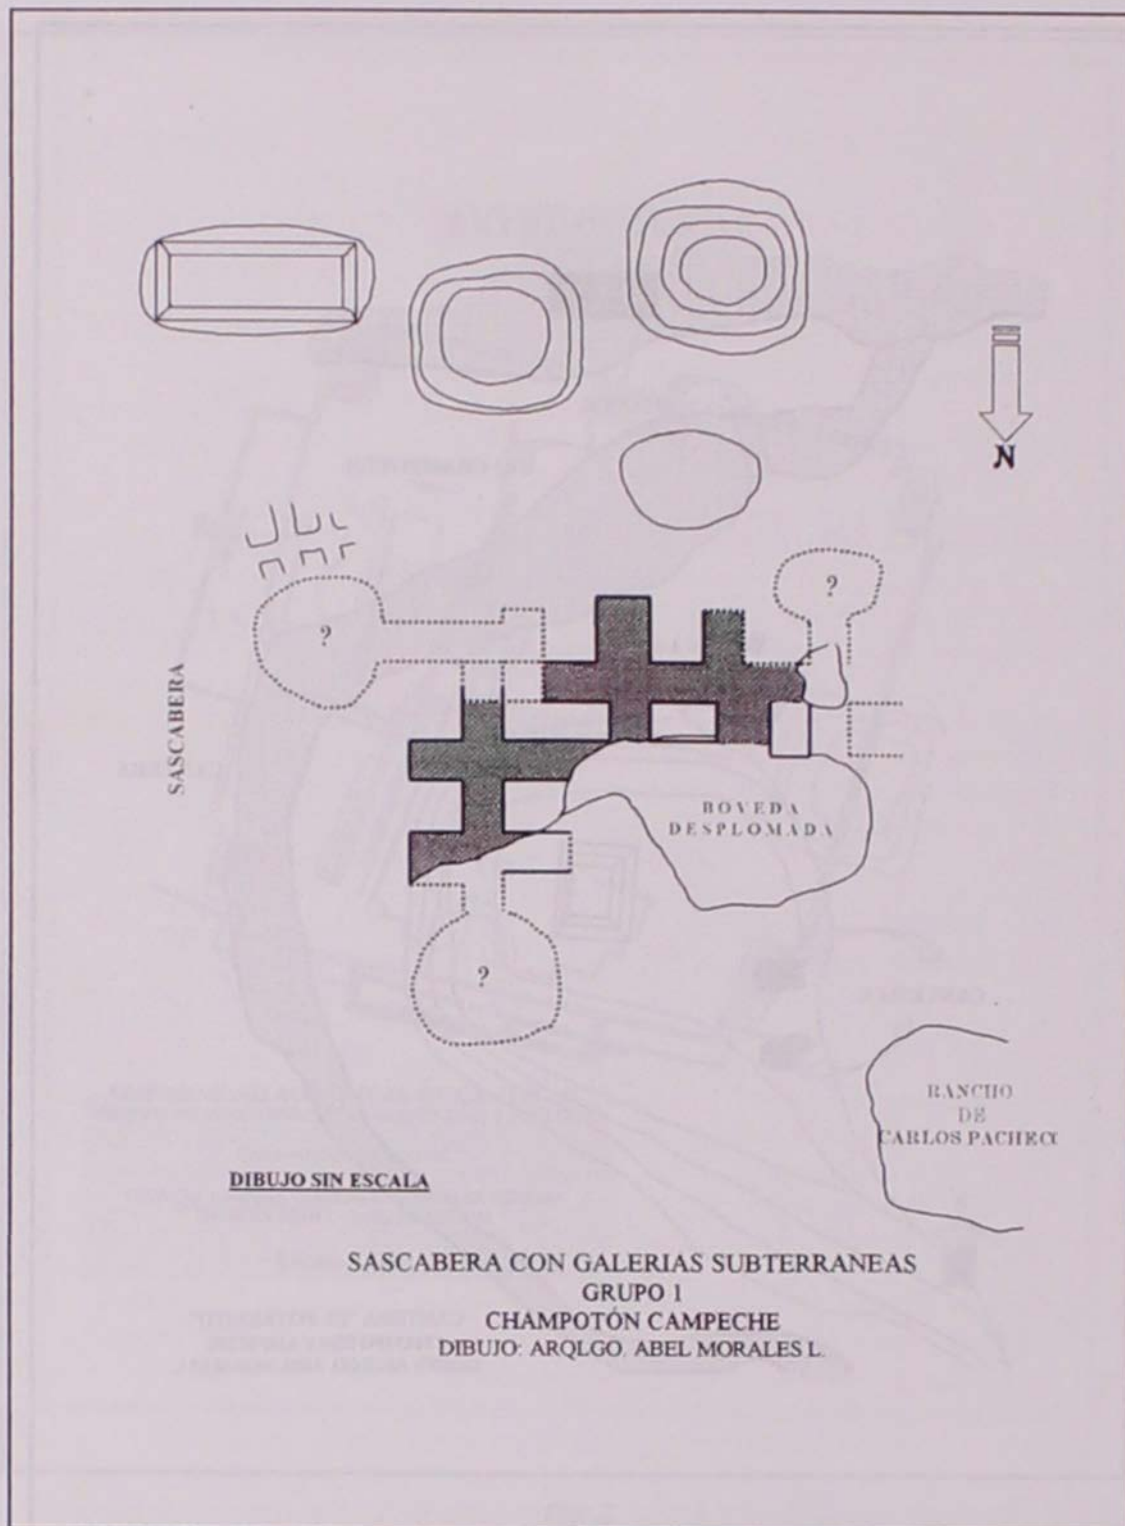 N
?
?
SASCABERA
BOVEDA
DESPLOMADA
?
RANCHO
DE
CARLOS PACHECO
DIBUJO SIN ESCALA
SASCABERA CON GALERIAS SUBTERRANEAS
GRUPO 1
CHAMPOTÓN CAMPECHE
DIBUJO: ARQLGO. ABEL MORALES L.